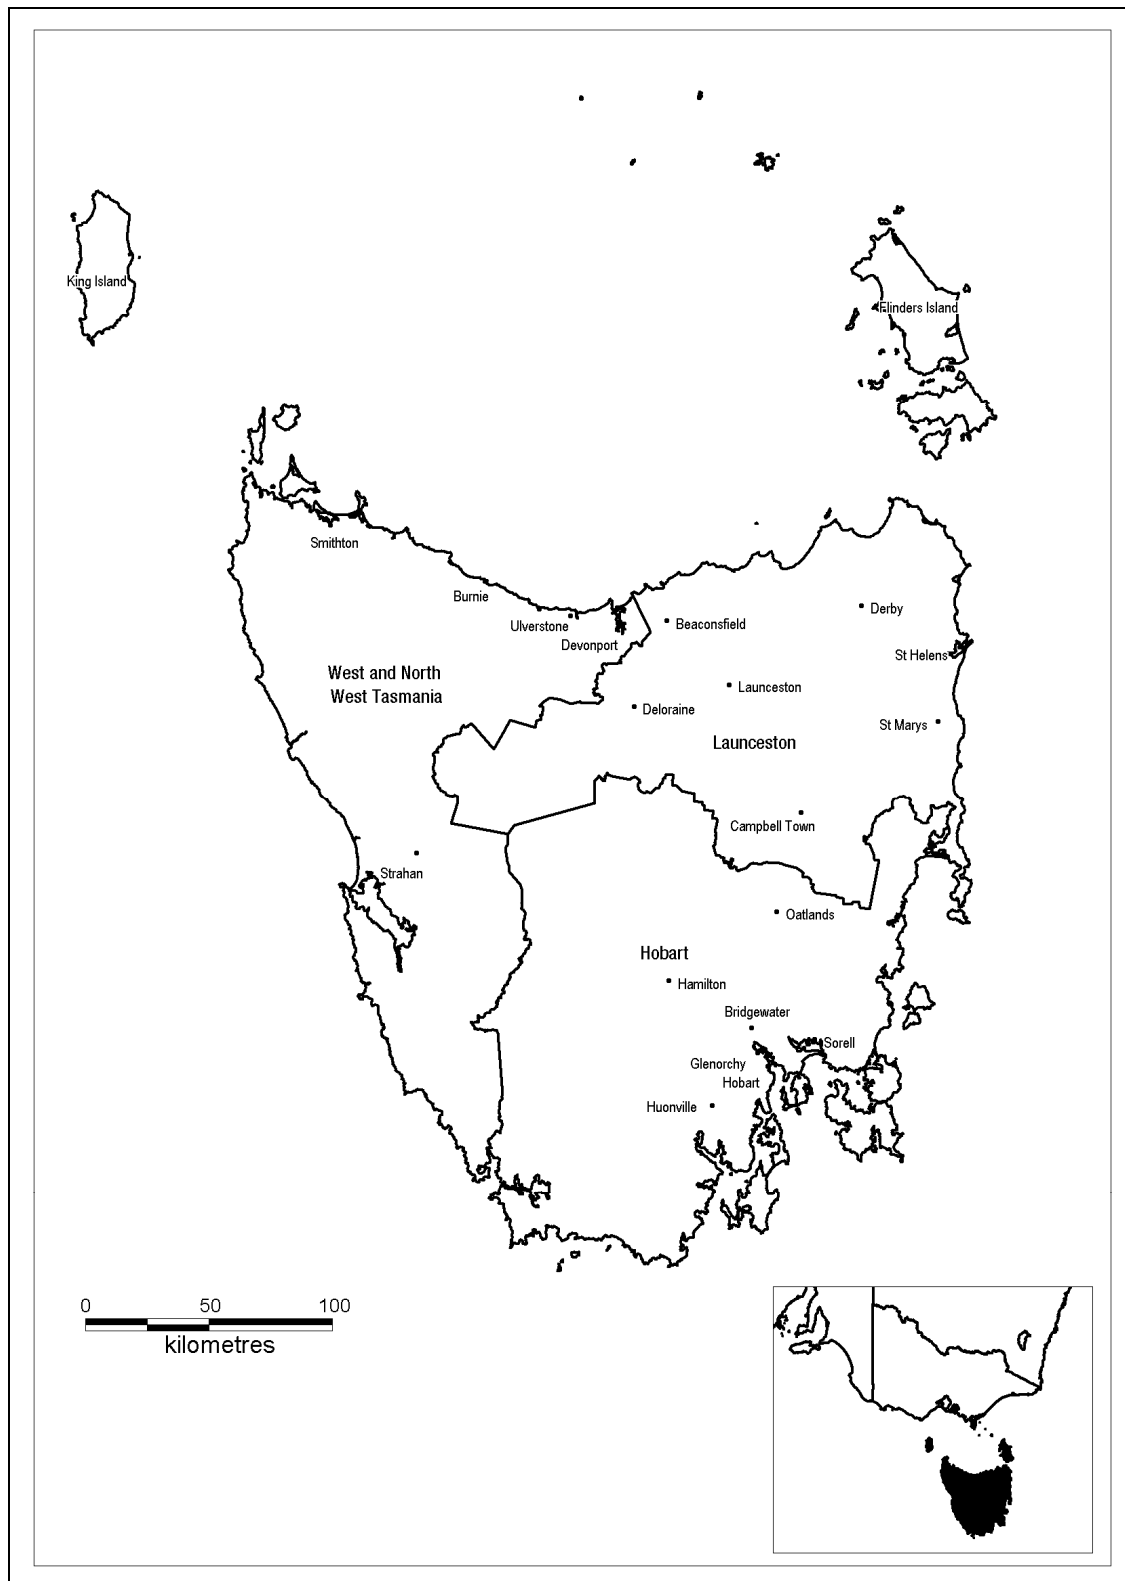 King Island
Flinders Island
Smithton
Burnie
Ulverstone
Devonport
Beaconsfield
Derby
St Helens
West and North
West Tasmania
Launceston
Deloraine
St Marys
Launceston
Campbell Town
Strahan
Oatlands
Hobart
Hamilton
Bridgewater
Sorell
Glenorchy
Hobart
Huonville
0 50 100
kilometres